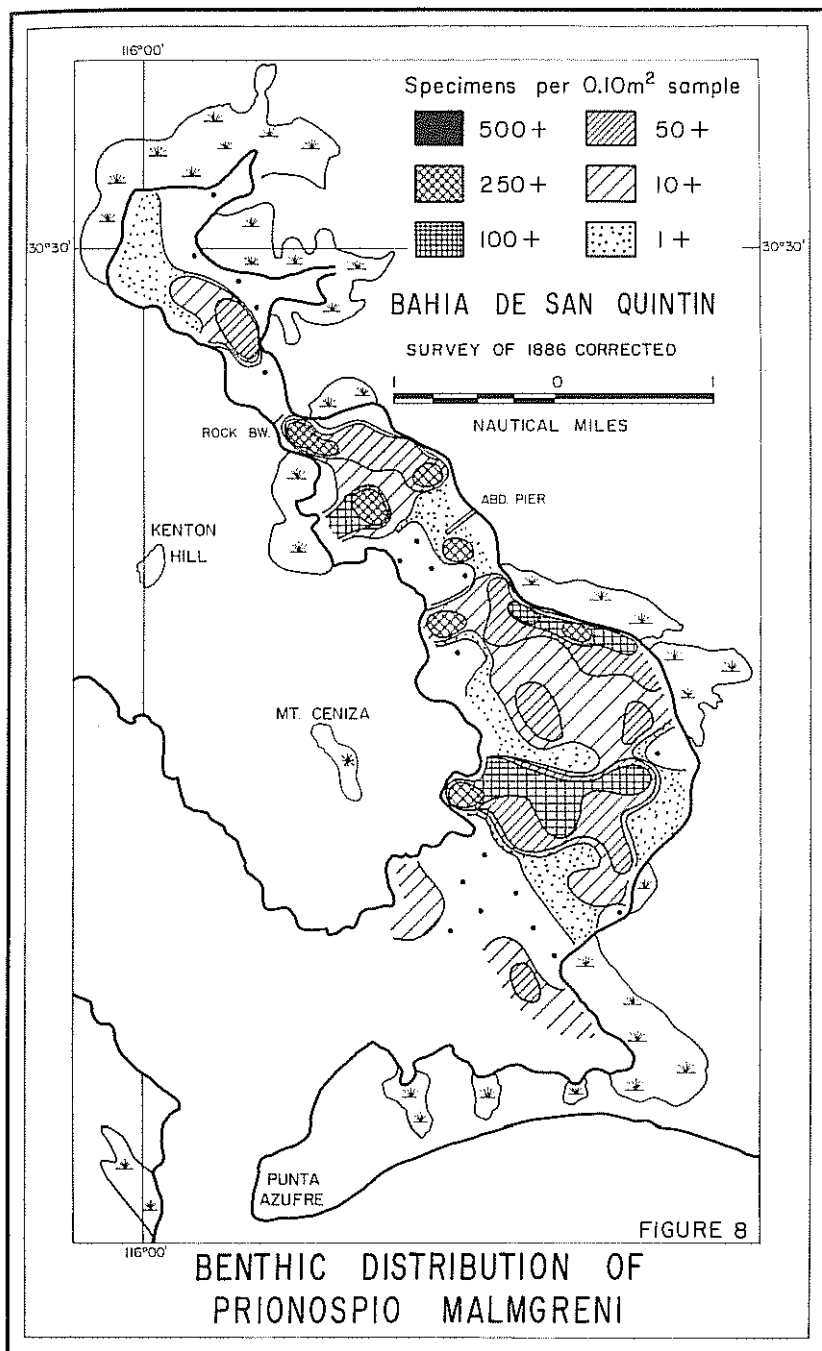 116°00'
Specimens per 0.10m² sample
500+ 50+
250+ 10+
100+ 1+
30°30' 30°30'
BAHIA DE SAN QUINTIN
SURVEY OF 1886 CORRECTED
1 0 1
NAUTICAL MILES
ROCK BW.
ABD. PIER
KENTON
HILL
MT. CENIZA
PUNTA
AZUFRE
FIGURE 8
116°00'
BENTHIC DISTRIBUTION OF
PRIONOSPIO MALMGRENI